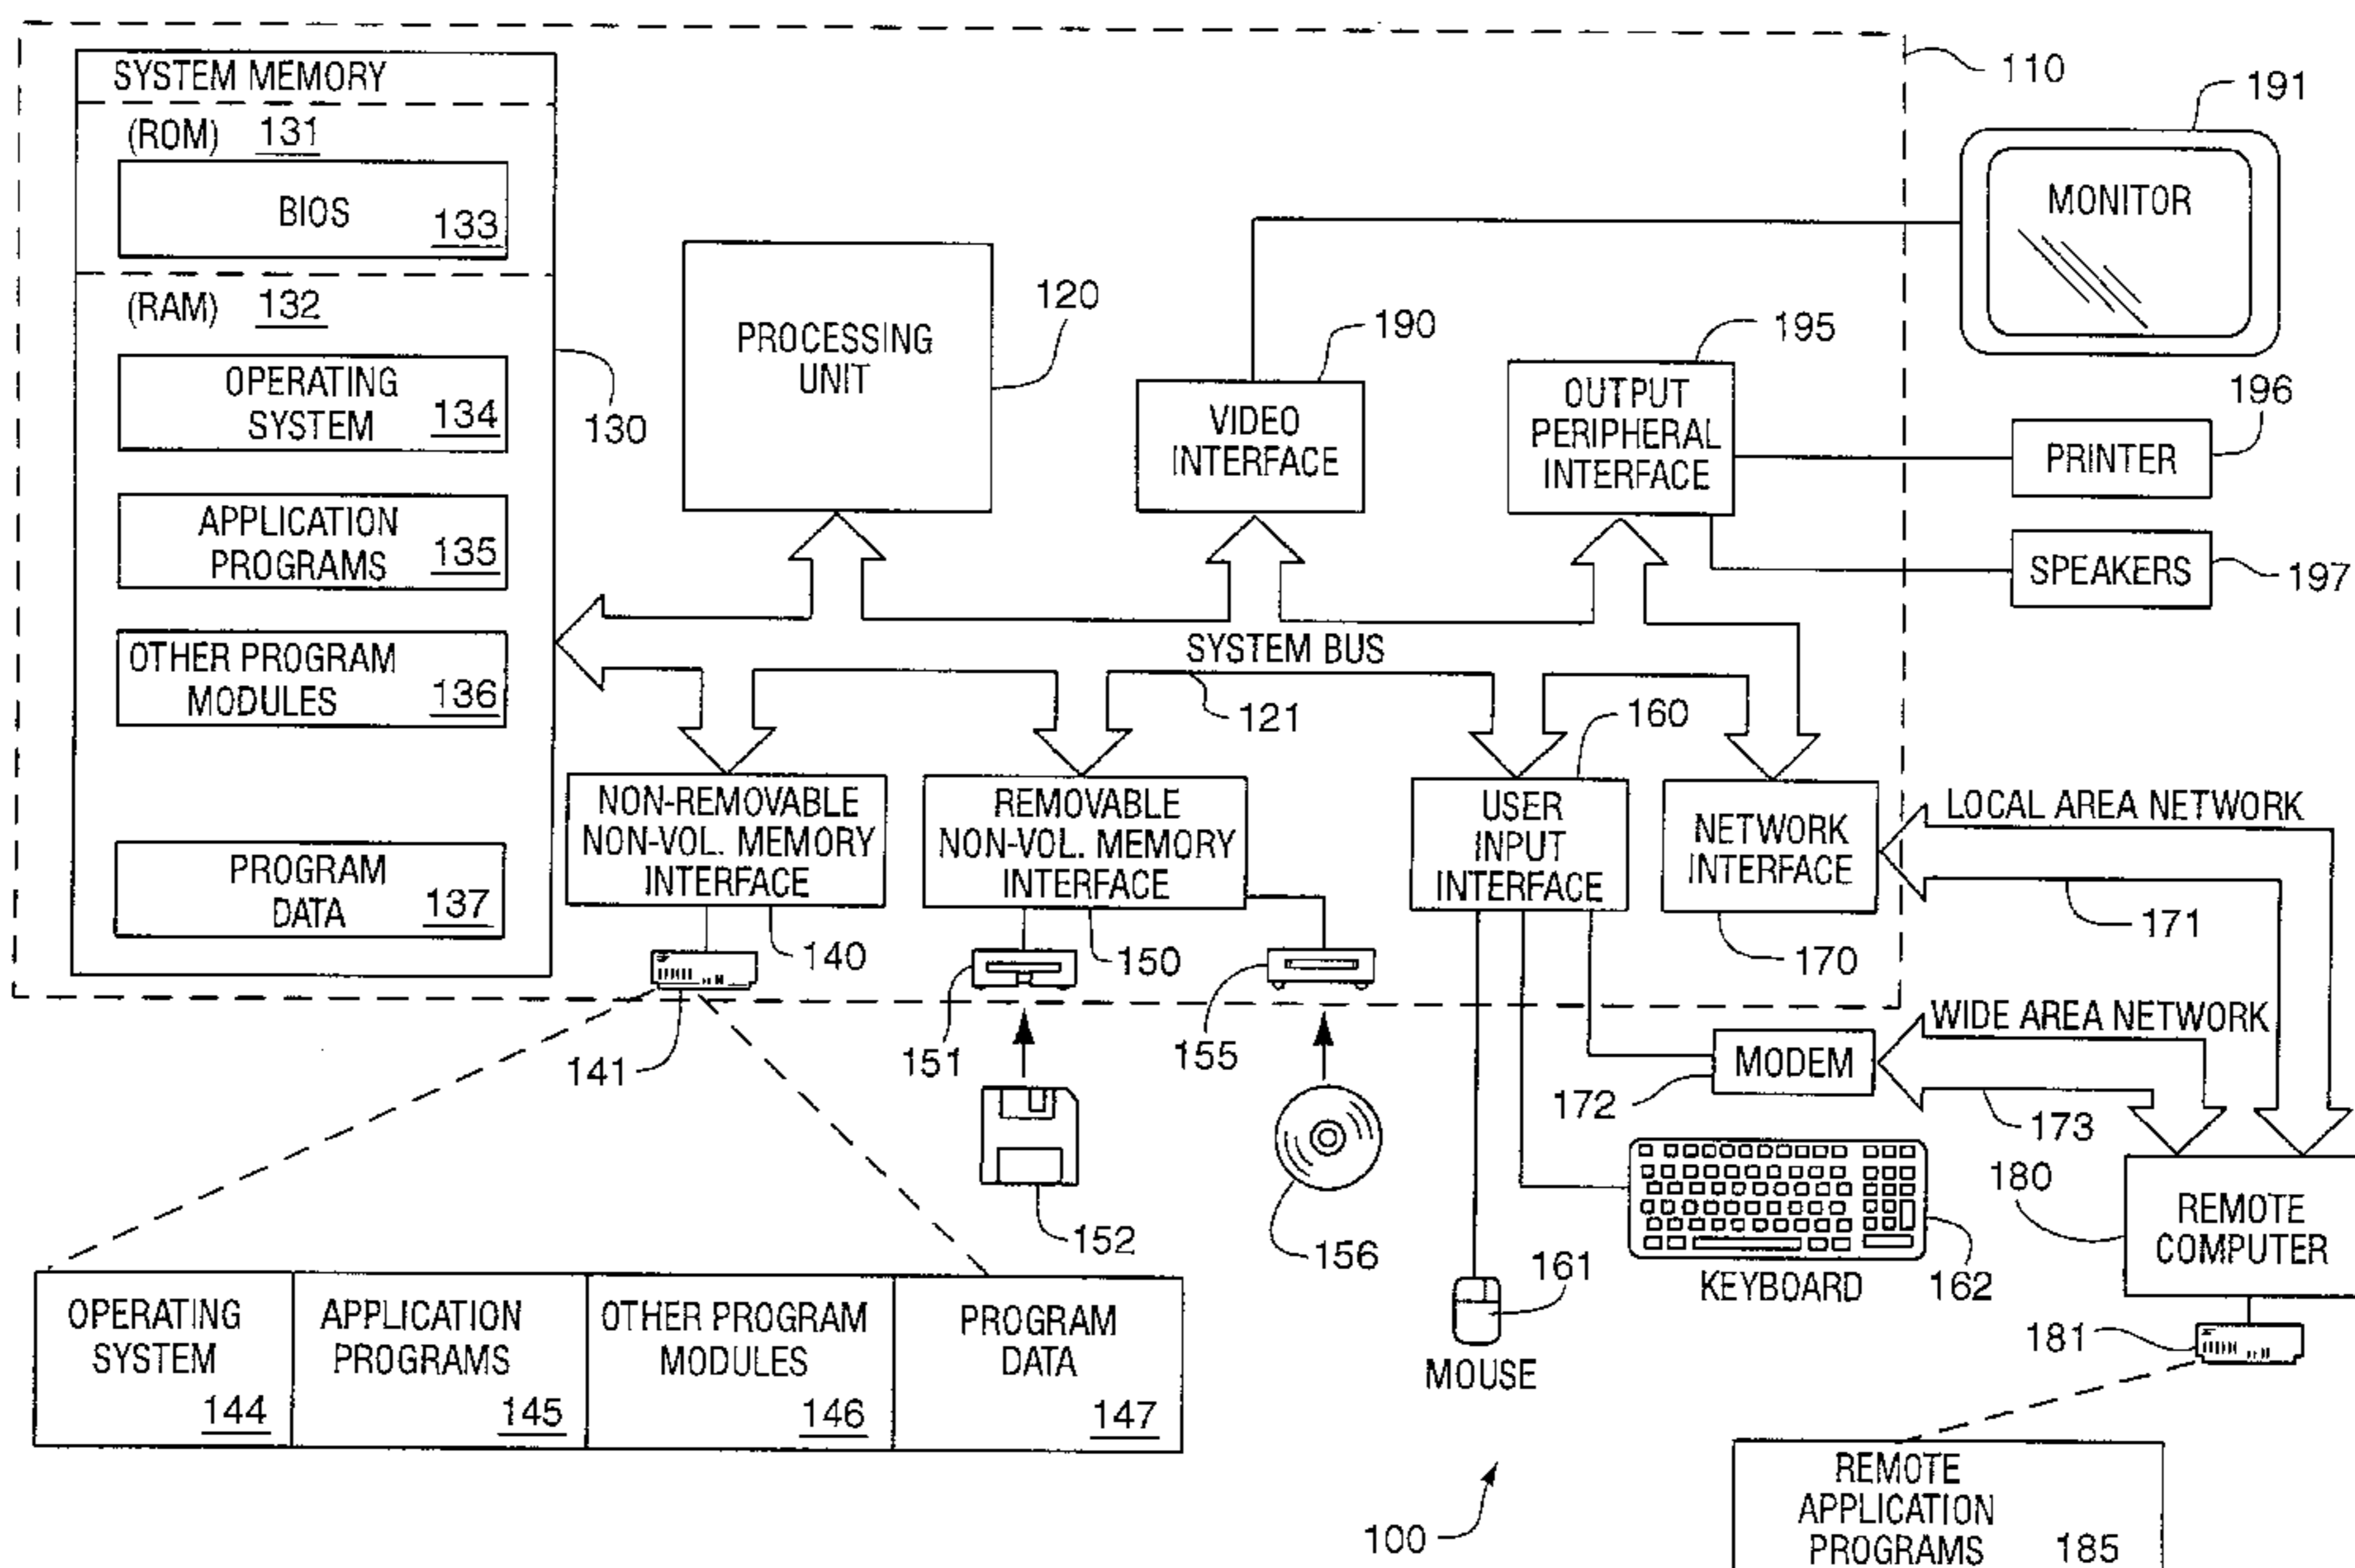 SYSTEM MEMORY
(ROM) 131
BIOS 133
(RAM) 132
OPERATING
SYSTEM 134
APPLICATION
PROGRAMS 135
OTHER PROGRAM
MODULES 136
PROGRAM
DATA 137
130
PROCESSING
UNIT
120
VIDEO
INTERFACE
190
OUTPUT
PERIPHERAL
INTERFACE
195
110
191
MONITOR
196
PRINTER
SPEAKERS
197
SYSTEM BUS
121
NON-REMOVABLE
NON-VOL. MEMORY
INTERFACE
140
REMOVABLE
NON-VOL. MEMORY
INTERFACE
150
160
USER
INPUT
INTERFACE
NETWORK
INTERFACE
170
LOCAL AREA NETWORK
171
141
151
155
152
156
WIDE AREA NETWORK
MODEM
172
173
KEYBOARD
162
161
MOUSE
180
REMOTE
COMPUTER
181
OPERATING
SYSTEM
144
APPLICATION
PROGRAMS
145
OTHER PROGRAM
MODULES
146
PROGRAM
DATA
147
100
REMOTE
APPLICATION
PROGRAMS 185